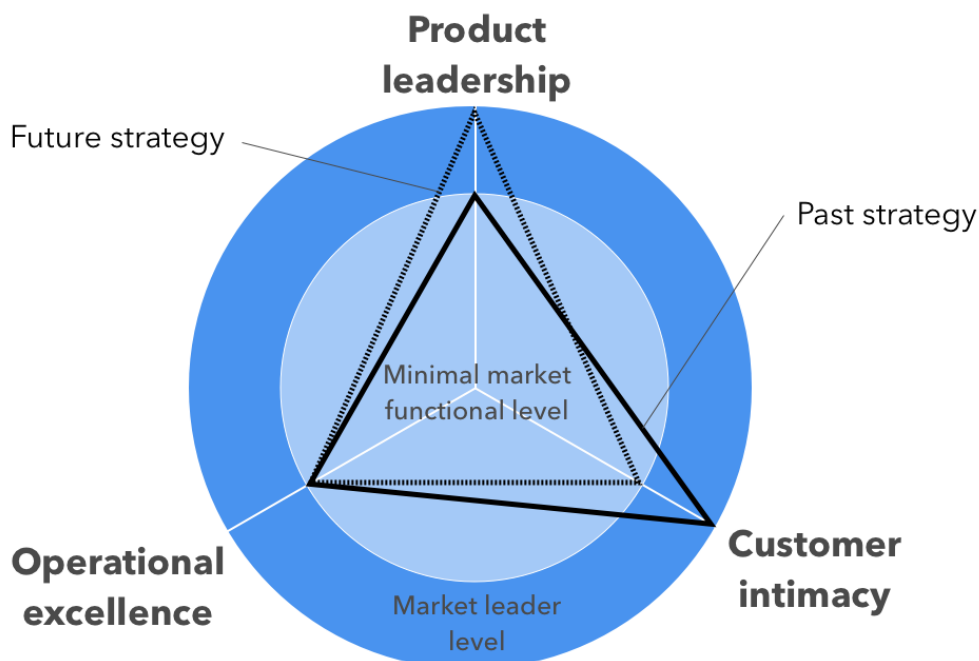 Product
leadership
Future strategy
Past strategy
Minimal market
functional level
Operational
excellence
Customer
intimacy
Market leader
level